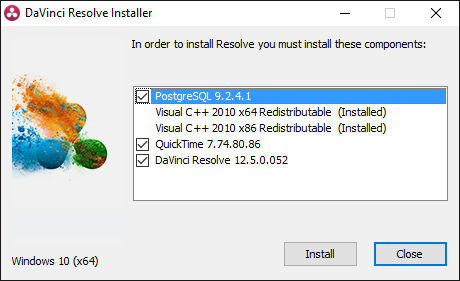 DaVinci Resolve Installer
In order to install Resolve you must install these components:
PostgreSQL 9.2.4.1
Visual C++ 2010 x64 Redistributable (Installed)
Visual C++ 2010 x86 Redistributable (Installed)
QuickTime 7.74.80.86
DaVinci Resolve 12.5.0.052
Windows 10 (x64)
Install
Close